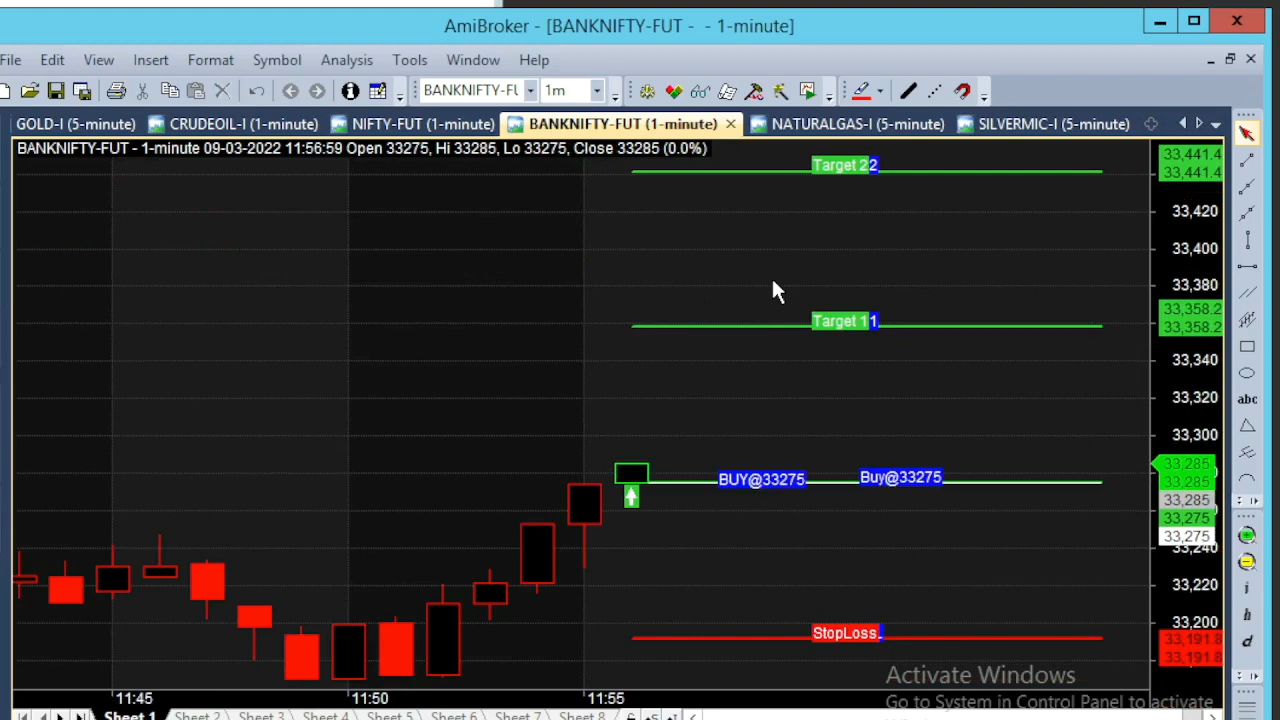 AmiBroker - [BANKNIFTY-FUT - - 1-minute]
File Edit View Insert Format Symbol Analysis Tools Window Help
BANKNIFTY-FU 1m
GOLD-I (5-minute) CRUDEOIL-I (1-minute) NIFTY-FUT (1-minute) BANKNIFTY-FUT (1-minute) NATURALGAS-I (5-minute) SILVERMIC-I (5-minute)
BANKNIFTY-FUT - 1-minute 09-03-2022 11:56:59 Open 33275, Hi 33285, Lo 33275, Close 33285 (0.0%)
33,441.4
Target 22
33,441.4
33,420
33,400
33,380
33,358.2
Target 11
33,358.2
33,340
abc
33,320
33,300
33,285
BUY@33275 Buy@33275
33,285
33,285
33,275
33,275
33,240
33,220
i
h
33,200
StopLoss
33,191.8
d
33,191.8
Activate Windows
11:45 11:50 11:55
Go to System in Control Panel to activate
Sheet 1 Sheet 2 Sheet 3 Sheet 4 Sheet 5 Sheet 6 Sheet 7 Sheet 8